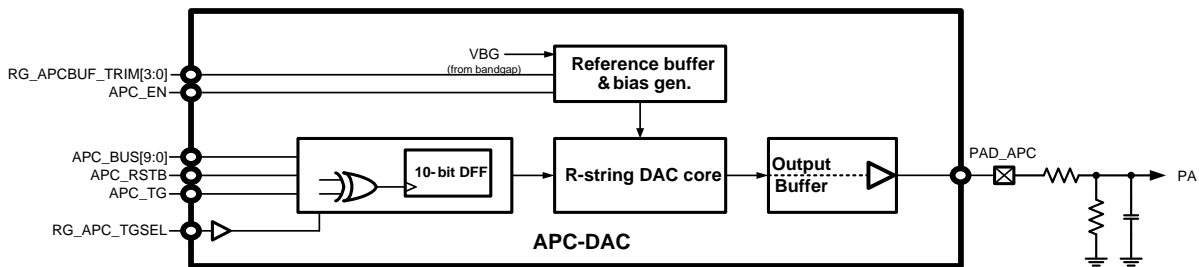 VBG
(from bandgap)
Reference buffer
& bias gen.
RG_APCBUF_TRIM[3:0]
APC_EN
APC_BUS[9:0]
APC_RSTB
APC_TG
RG_APC_TGSEL
10-bit DFF
R-string DAC core
Output
Buffer
PAD_APC
PA
APC-DAC